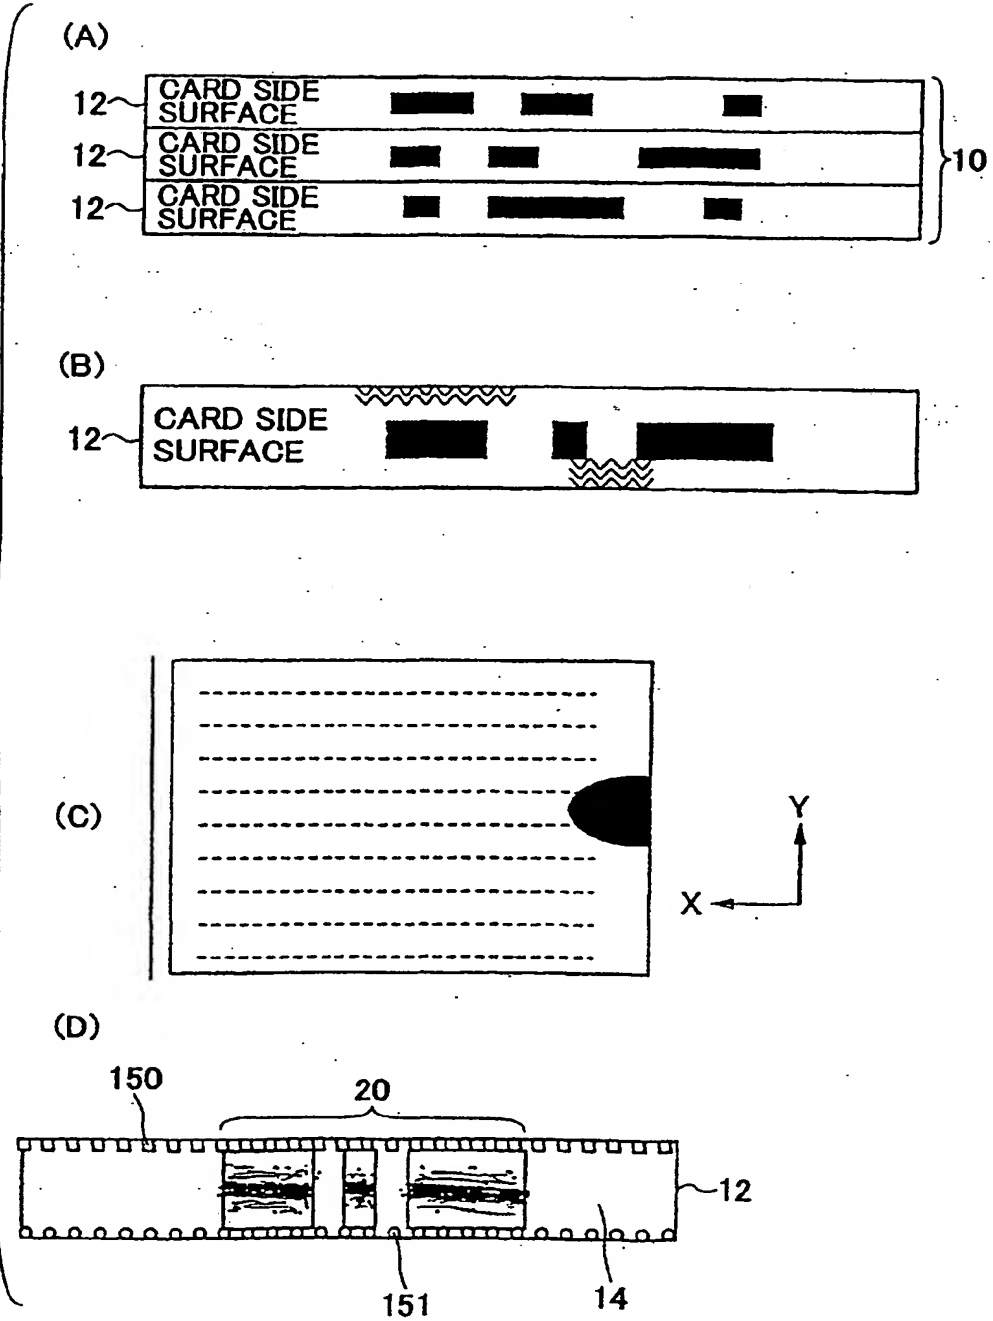 (A)
12 CARD SIDE
SURFACE
12 CARD SIDE
SURFACE
12 CARD SIDE
SURFACE
10
(B)
12 CARD SIDE
SURFACE
(C)
Y
X
(D)
150
20
12
151
14